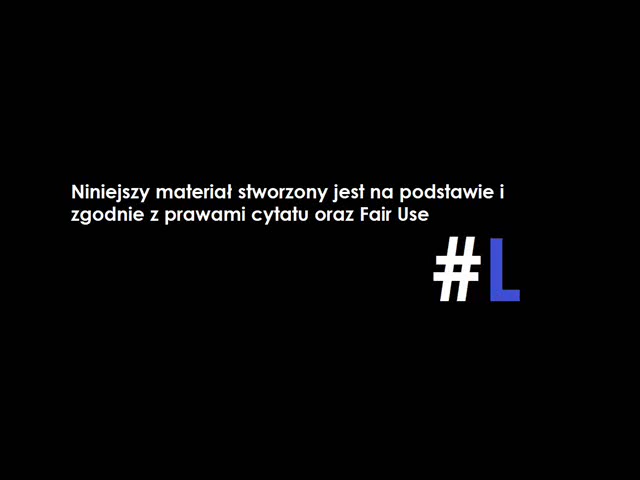 Niniejszy materiał stworzony jest na podstawie i
zgodnie z prawami cytatu oraz Fair Use
#L